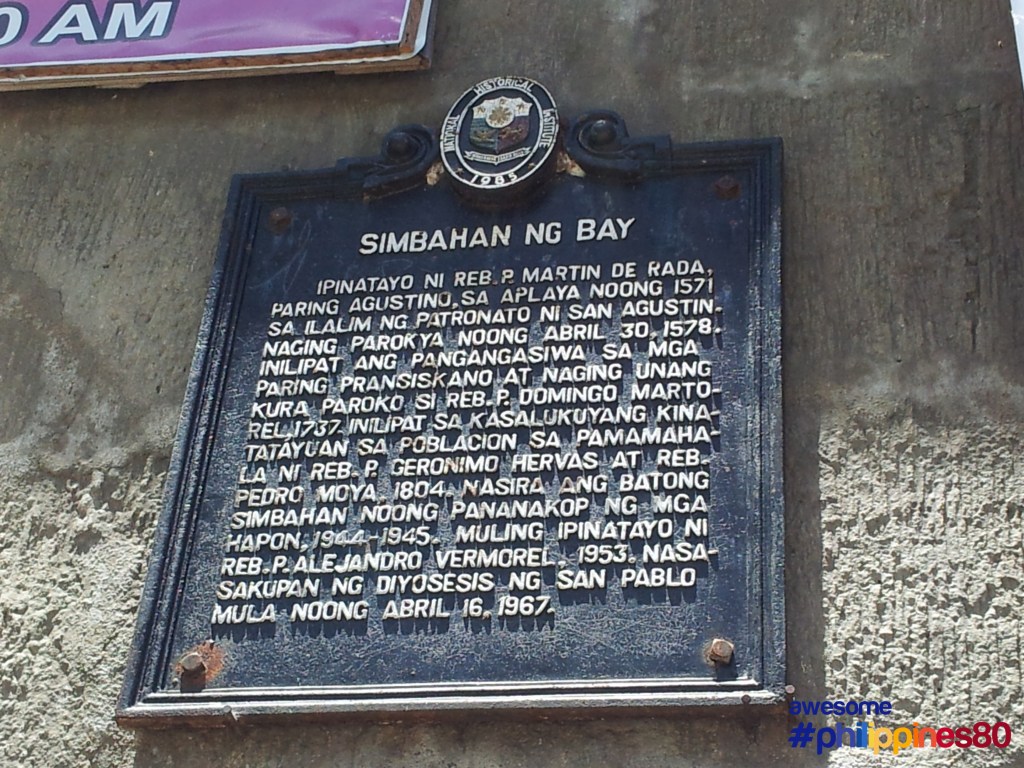 0 AM
NATIONAL HISTORICAL INSTITUTE
1985
SIMBAHAN NG BAY
IPINATAYO NI REB. P. MARTIN DE RADA,
PARING AGUSTINO, SA APLAYA NOONG 1571
SA ILALIM NG PATRONATO NI SAN AGUSTIN.
NAGING PAROKYA NOONG ABRIL 30, 1578.
INILIPAT ANG PANGANGASIWA SA MGA
PARING PRANSISKANO AT NAGING UNANG
KURA PAROKO SI REB. P. DOMINGO MARTO-
REL, 1737. INILIPAT SA KASALUKUYANG KINA-
TATAYUAN SA POBLACION SA PAMAMAHA-
LA NI REB. P. GERONIMO HERVAS AT REB.
PEDRO MOYA, 1804. NASIRA ANG BATONG
SIMBAHAN NOONG PANANAKOP NG MGA
HAPON, 1944-1945. MULING IPINATAYO NI
REB. P. ALEJANDRO VERMOREL, 1953. NASA-
SAKUPAN NG DIYOSESIS NG SAN PABLO
MULA NOONG ABRIL 16, 1967.
awesome
#philippines80